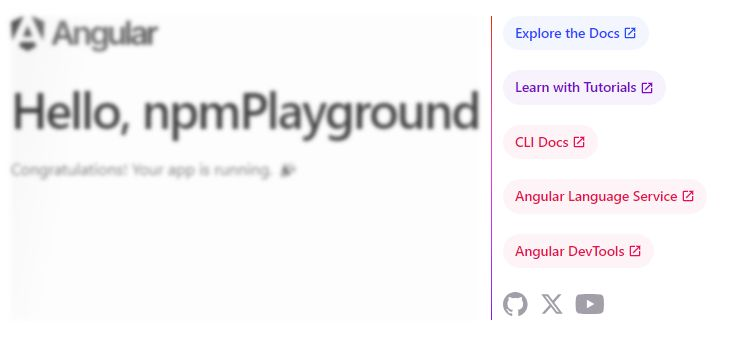 Angular
Hello, npmPlayground
Congratulations! Your app is running.
Explore the Docs
Learn with Tutorials
CLI Docs
Angular Language Service
Angular DevTools